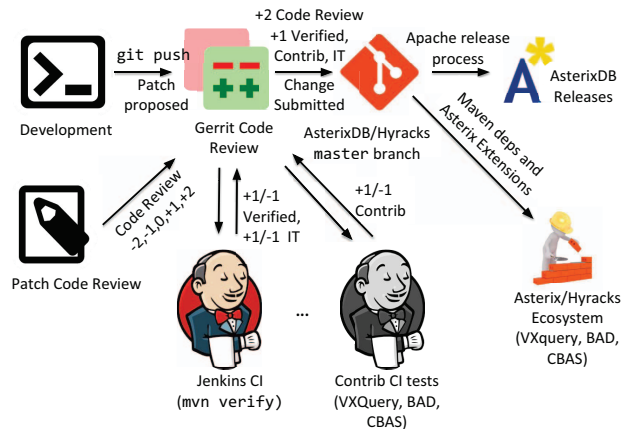 +2 Code Review
+1 Verified,
Contrib, IT
git push
Patch
proposed
Change
Submitted
Apache release
process
A
AsterixDB
Releases
Development
Gerrit Code
Review
AsterixDB/Hyracks
master branch
Maven deps and
Asterix Extensions
Code Review
-2,-1,0,+1,+2
+1/-1
Verified,
+1/-1 IT
+1/-1
Contrib
Patch Code Review
...
Asterix/Hyracks
Ecosystem
(VXquery, BAD,
CBAS)
Jenkins CI
(mvn verify)
Contrib CI tests
(VXQuery, BAD,
CBAS)